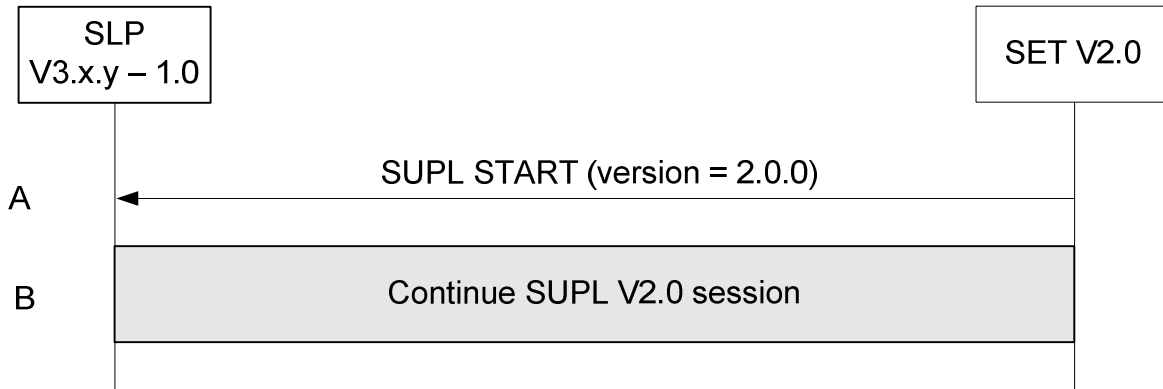 SLP
V3.x.y – 1.0
SET V2.0
SUPL START (version = 2.0.0)
A
Continue SUPL V2.0 session
B